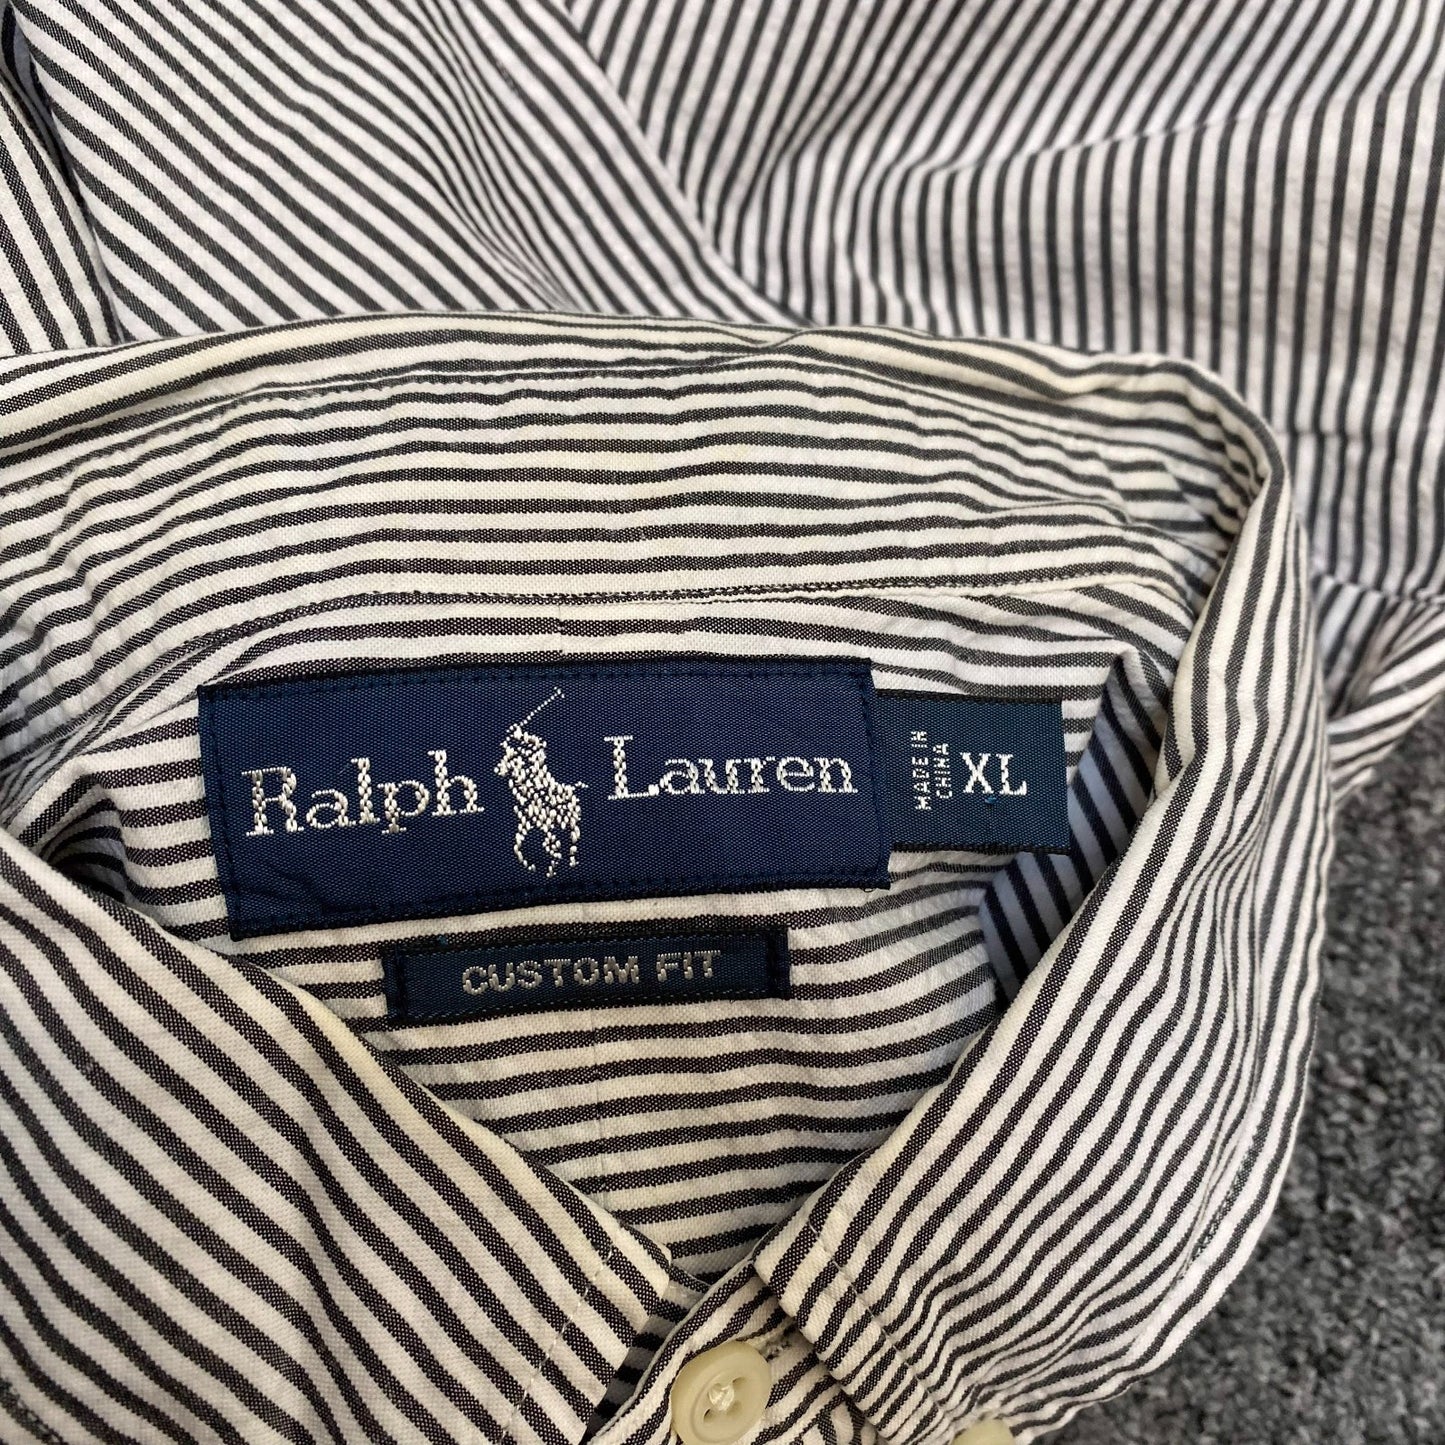 Ralph Lauren
MADE IN
CHINA
XL
CUSTOM FIT